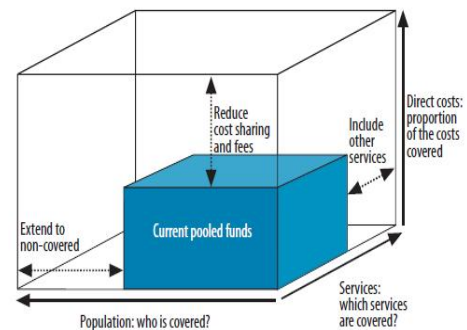 Reduce
cost sharing
and fees
Include
other
services
Direct costs:
proportion
of the costs
covered
Extend to
non-covered
Current pooled funds
Population: who is covered?
Services:
which services
are covered?